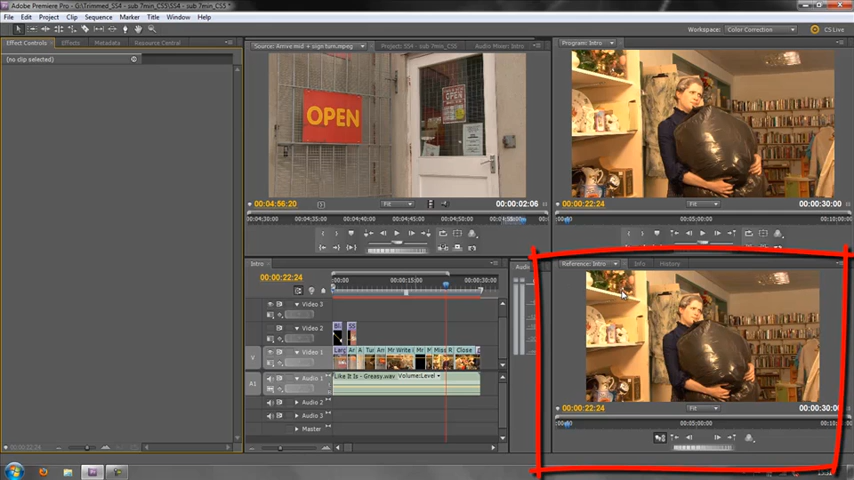 Adobe Premiere Pro - G:\Trimmed_SS4 - sub 7min_CS5\SS4 - sub 7min_CS5 *
File Edit Project Clip Sequence Marker Title Window Help
Workspace: Color Correction CS Live
Effect Controls Effects Metadata Resource Central
Source: Arrive mid + sign turn.mpeg Project: SS4 - sub 7min_CS5 Audio Mixer: Intro
Program: Intro
(no clip selected)
OPEN
00:04:56:20 Fit 00:00:02:06
00:00:22:24 Fit 00:00:30:00
00:04:30:00 00:04:35:00 00:04:40:00 00:04:45:00 00:04:50:00 00:04:55:00 00:05:00:00
00:00 00:05:00:00 00:10:00:00
Intro
Audio
Reference: Intro Info History
00:00:22:24
:00:00 00:00:15:00 00:00:30:00
Video 3
Video 2
V Video 1
A1 Audio 1
Like It Is - Greasy.wav Volume:Level
Audio 2
Audio 3
Master
00:00:22:24 Fit 00:00:30:00
00:00 00:05:00:00